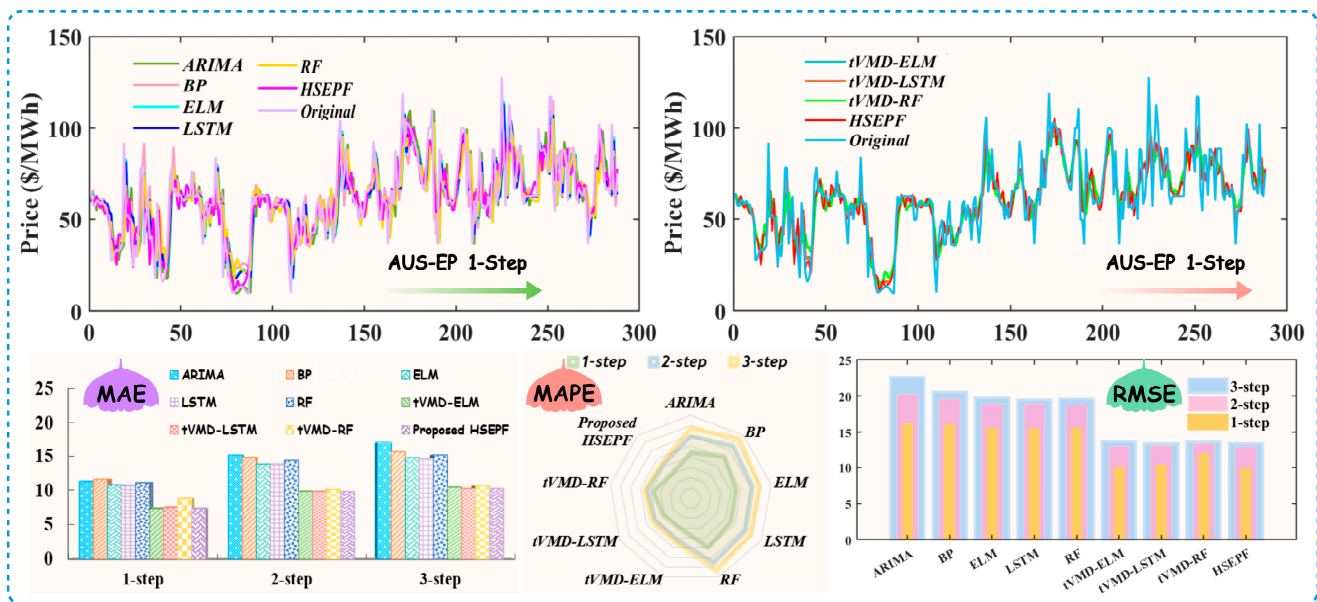 150
100
50
0
Price ($/MWh)
ARIMA
BP
ELM
LSTM
RF
HSEPF
Original
AUS-EP 1-Step
0 50 100 150 200 250 300
150
100
50
0
Price ($/MWh)
tVMD-ELM
tVMD-LSTM
tVMD-RF
HSEPF
Original
AUS-EP 1-Step
0 50 100 150 200 250 300
MAE
ARIMA BP ELM
LSTM RF tVMD-ELM
tVMD-LSTM tVMD-RF Proposed HSEPF
25
20
15
10
5
0
1-step 2-step 3-step
MAPE
1-step 2-step 3-step
ARIMA
BP
ELM
LSTM
RF
tVMD-ELM
tVMD-LSTM
tVMD-RF
Proposed
HSEPF
RMSE
3-step
2-step
1-step
25
20
15
10
5
0
ARIMA BP ELM LSTM RF tVMD-ELM tVMD-LSTM tVMD-RF HSEPF